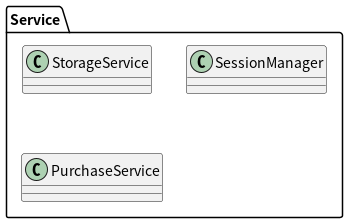 Service
C StorageService
C SessionManager
C PurchaseService